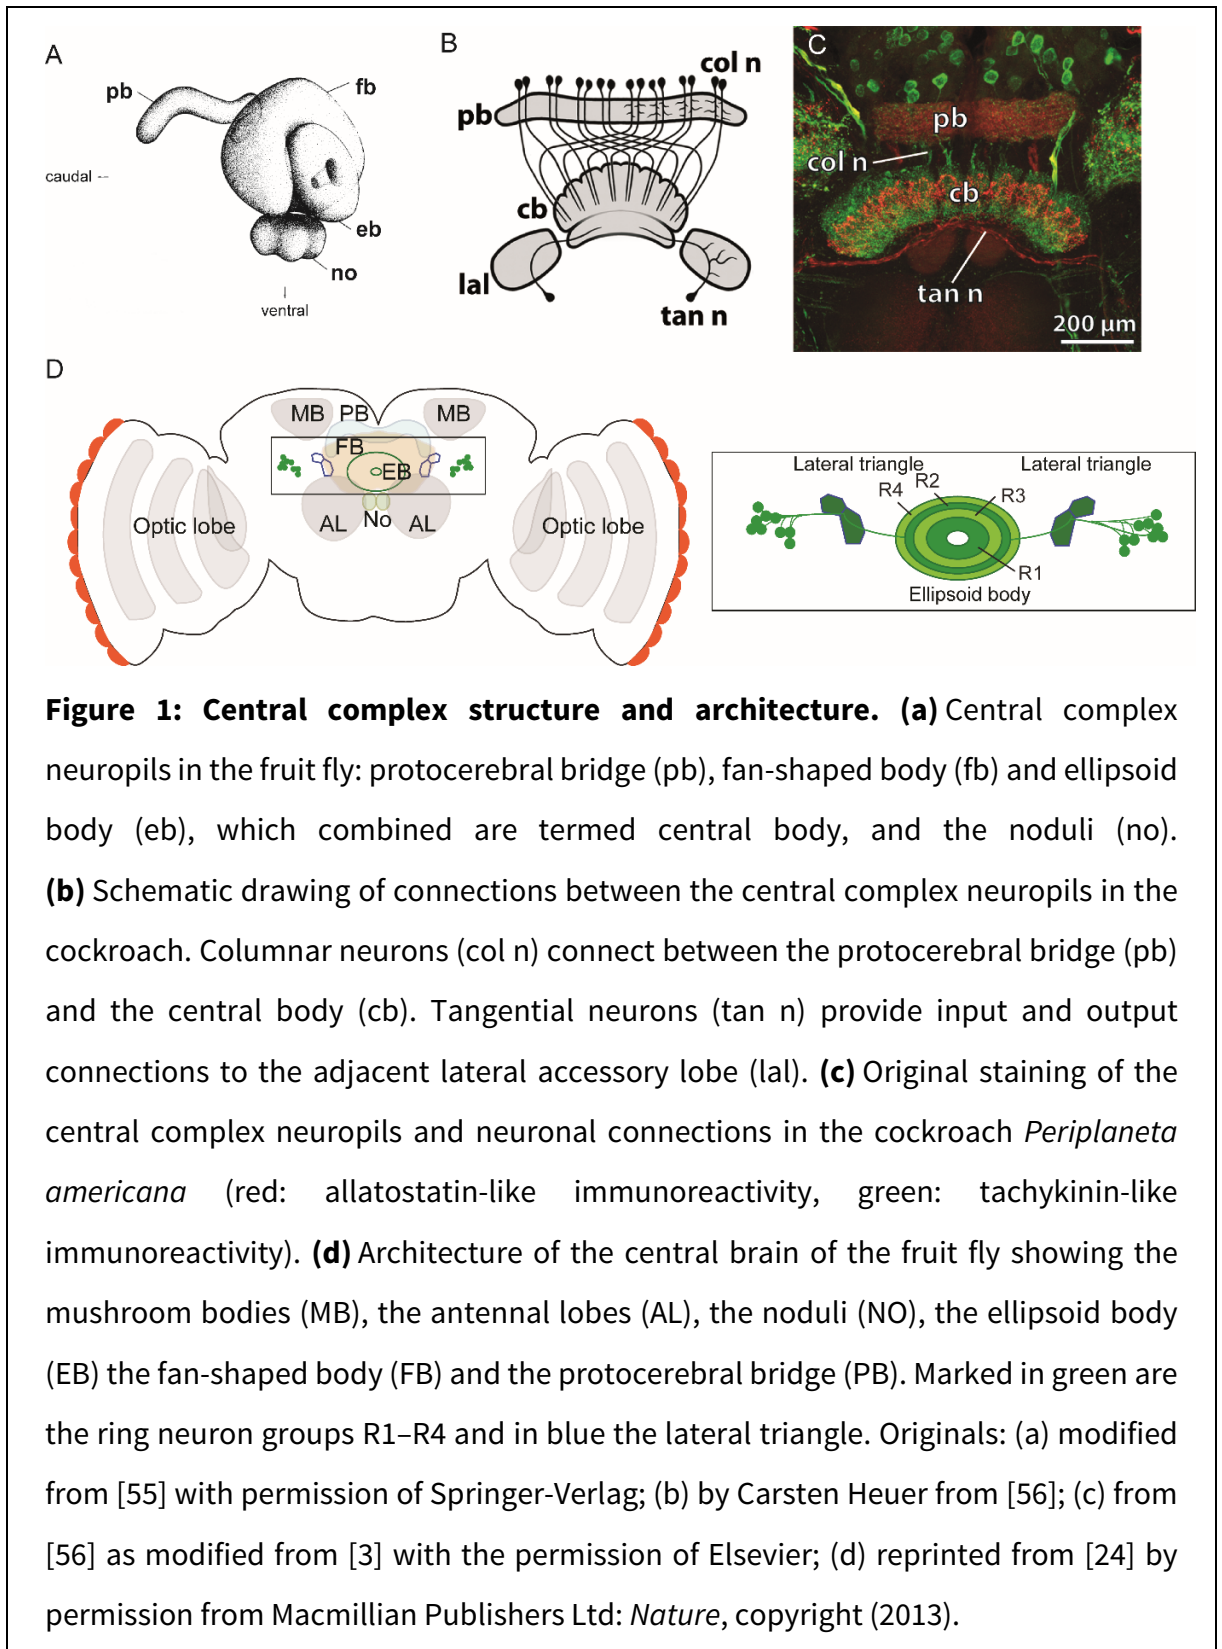 A
pb
fb
caudal --
eb
no
ventral
B
col n
pb
cb
lal
tan n
C
pb
col n
cb
tan n
200 μm
D
MB PB MB
FB
EB
Optic lobe
AL No AL
Optic lobe
Lateral triangle Lateral triangle
R2
R4 R3
R1
Ellipsoid body
Figure 1: Central complex structure and architecture. (a) Central complex
neuropils in the fruit fly: protocerebral bridge (pb), fan-shaped body (fb) and ellipsoid
body (eb), which combined are termed central body, and the noduli (no).
(b) Schematic drawing of connections between the central complex neuropils in the
cockroach. Columnar neurons (col n) connect between the protocerebral bridge (pb)
and the central body (cb). Tangential neurons (tan n) provide input and output
connections to the adjacent lateral accessory lobe (lal). (c) Original staining of the
central complex neuropils and neuronal connections in the cockroach Periplaneta
americana (red: allatostatin-like immunoreactivity, green: tachykinin-like
immunoreactivity). (d) Architecture of the central brain of the fruit fly showing the
mushroom bodies (MB), the antennal lobes (AL), the noduli (NO), the ellipsoid body
(EB) the fan-shaped body (FB) and the protocerebral bridge (PB). Marked in green are
the ring neuron groups R1–R4 and in blue the lateral triangle. Originals: (a) modified
from [55] with permission of Springer-Verlag; (b) by Carsten Heuer from [56]; (c) from
[56] as modified from [3] with the permission of Elsevier; (d) reprinted from [24] by
permission from Macmillian Publishers Ltd: Nature, copyright (2013).